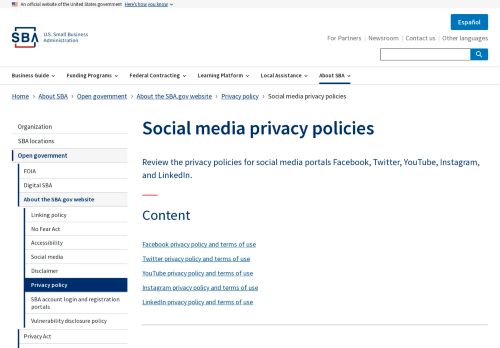 An official website of the United States government Here's how you know
Español
SBA U.S. Small Business
Administration
For Partners Newsroom Contact us Other languages
Business Guide Funding Programs Federal Contracting Learning Platform Local Assistance About SBA
Home > About SBA > Open government > About the SBA.gov website > Privacy policy > Social media privacy policies
Organization
SBA locations
Open government
FOIA
Digital SBA
About the SBA.gov website
Linking policy
No Fear Act
Accessibility
Social media
Disclaimer
Privacy policy
SBA account login and registration
portals
Vulnerability disclosure policy
Privacy Act
Social media privacy policies
Review the privacy policies for social media portals Facebook, Twitter, YouTube, Instagram,
and LinkedIn.
Content
Facebook privacy policy and terms of use
Twitter privacy policy and terms of use
YouTube privacy policy and terms of use
Instagram privacy policy and terms of use
LinkedIn privacy policy and terms of use